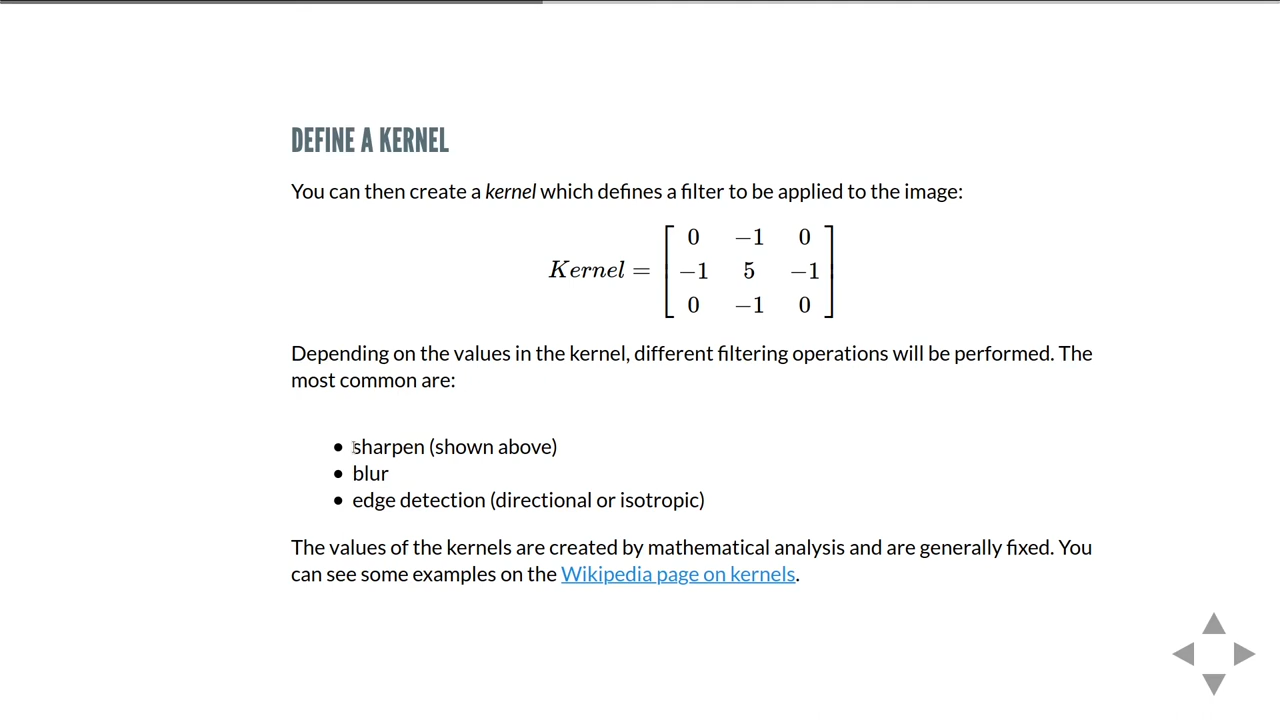 DEFINE A KERNEL
You can then create a kernel which defines a filter to be applied to the image:
0 −1 0
Kernel = −1 5 −1
0 −1 0
Depending on the values in the kernel, different filtering operations will be performed. The
most common are:
• sharpen (shown above)
• blur
• edge detection (directional or isotropic)
The values of the kernels are created by mathematical analysis and are generally fixed. You
can see some examples on the Wikipedia page on kernels.